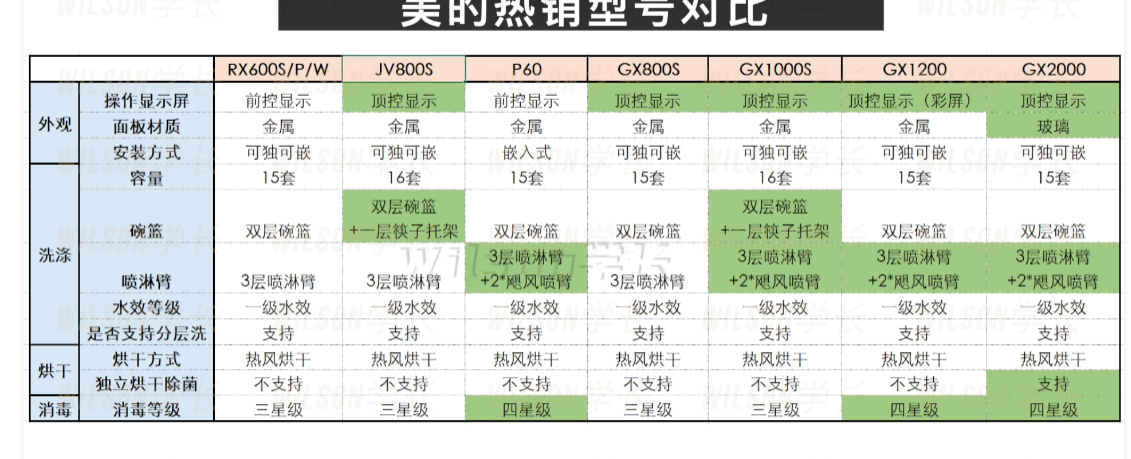 美的热销型号对比
RX600S/P/W JV800S P60 GX800S GX1000S GX1200 GX2000
外观 操作显示屏 前控显示 顶控显示 前控显示 顶控显示 顶控显示 顶控显示（彩屏） 顶控显示
面板材质 金属 金属 金属 金属 金属 金属 玻璃
安装方式 可独可嵌 可独可嵌 嵌入式 可独可嵌 可独可嵌 可独可嵌 可独可嵌
洗涤 容量 15套 16套 15套 15套 16套 15套 15套
碗篮 双层碗篮 双层碗篮 +一层筷子托架 双层碗篮 双层碗篮 双层碗篮 +一层筷子托架 双层碗篮 双层碗篮
喷淋臂 3层喷淋臂 3层喷淋臂 3层喷淋臂 +2*飓风喷臂 3层喷淋臂 3层喷淋臂 +2*飓风喷臂 3层喷淋臂 +2*飓风喷臂 3层喷淋臂 +2*飓风喷臂
水效等级 一级水效 一级水效 一级水效 一级水效 一级水效 一级水效 一级水效
是否支持分层洗 支持 支持 支持 支持 支持 支持 支持
烘干 烘干方式 热风烘干 热风烘干 热风烘干 热风烘干 热风烘干 热风烘干 热风烘干
独立烘干除菌 不支持 不支持 不支持 不支持 不支持 不支持 支持
消毒 消毒等级 三星级 三星级 四星级 三星级 三星级 四星级 四星级
Wilson学长